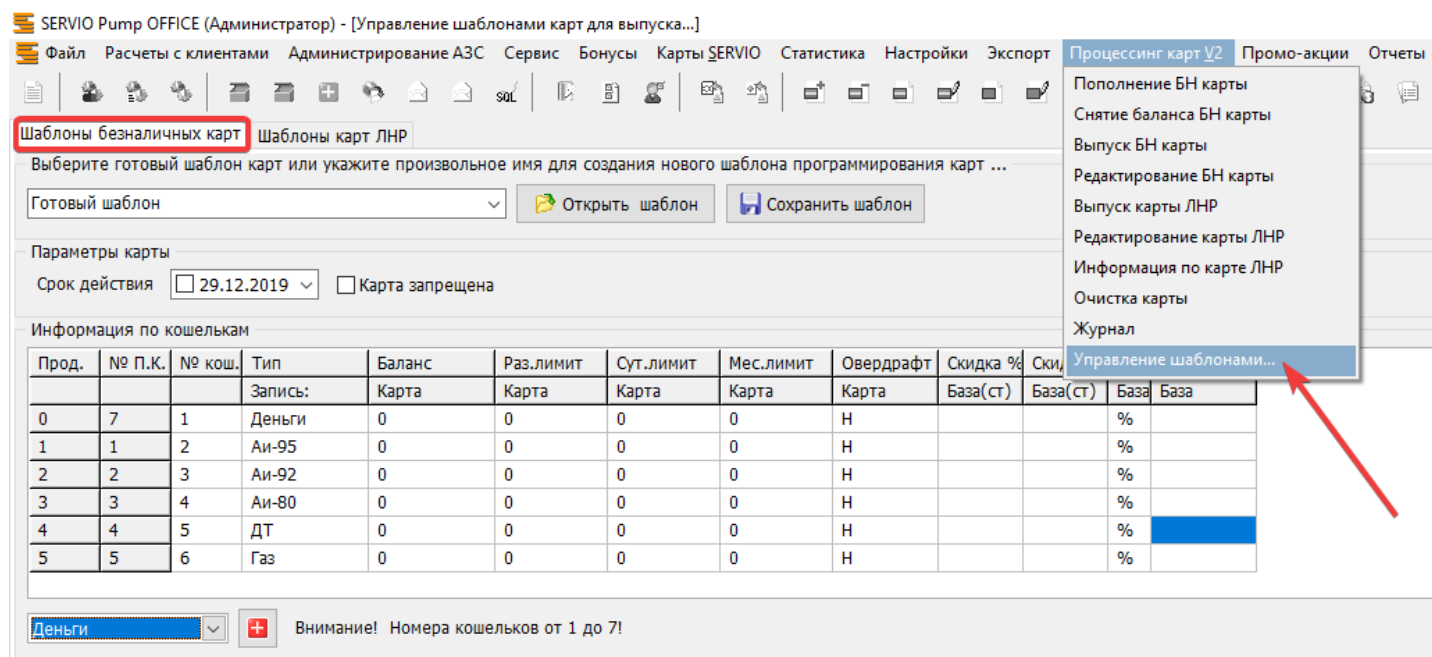 SERVIO Pump OFFICE (Администратор) - [Управление шаблонами карт для выпуска...]
Файл Расчеты с клиентами Администрирование АЗС Сервис Бонусы Карты SERVIO Статистика Настройки Экспорт Процессинг карт V2 Промо-акции Отчеты
SQL
Пополнение БН карты
Снятие баланса БН карты
Выпуск БН карты
Редактирование БН карты
Выпуск карты ЛНР
Редактирование карты ЛНР
Информация по карте ЛНР
Очистка карты
Журнал
Управление шаблонами...
Шаблоны безналичных карт Шаблоны карт ЛНР
Выберите готовый шаблон карт или укажите произвольное имя для создания нового шаблона программирования карт ...
Готовый шаблон Открыть шаблон Сохранить шаблон
Параметры карты
Срок действия 29.12.2019 Карта запрещена
Информация по кошелькам
Прод. № П.К. № кош. Тип Баланс Раз.лимит Сут.лимит Мес.лимит Овердрафт Скидка %
Запись: Карта Карта Карта Карта Карта База(ст) База(ст) База База
0 7 1 Деньги 0 0 0 0 Н %
1 1 2 Аи-95 0 0 0 0 Н %
2 2 3 Аи-92 0 0 0 0 Н %
3 3 4 Аи-80 0 0 0 0 Н %
4 4 5 ДТ 0 0 0 0 Н %
5 5 6 Газ 0 0 0 0 Н %
Деньги Внимание! Номера кошельков от 1 до 7!